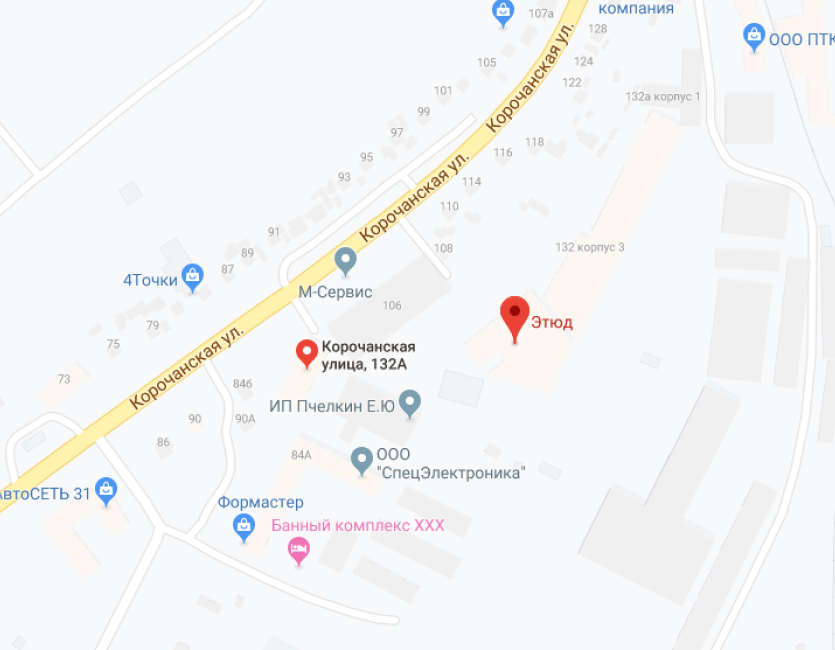 107а
компания
128
ООО ПТК
105
124
122
101
132а корпус 1
99
Корочанская ул.
97
118
95
116
93
Корочанская ул.
114
110
91
89
108
132 корпус 3
87
4Точки
М-Сервис
106
79
Этюд
75
Корочанская
улица, 132А
Корочанская ул.
73
84б
ИП Пчелкин Е.Ю
90
90А
86
84А
ООО
"СпецЭлектроника"
АвтоСЕТЬ 31
Формастер
Банный комплекс ХХХ